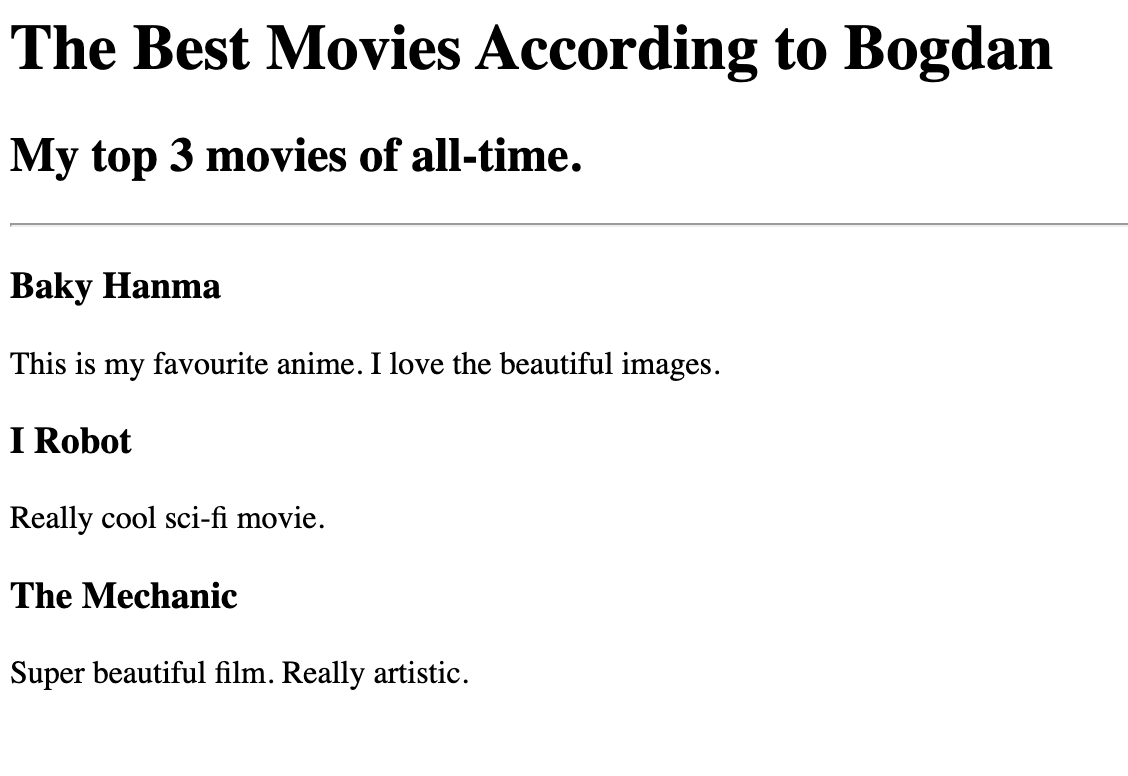 The Best Movies According to Bogdan
My top 3 movies of all-time.
Baky Hanma
This is my favourite anime. I love the beautiful images.
I Robot
Really cool sci-fi movie.
The Mechanic
Super beautiful film. Really artistic.